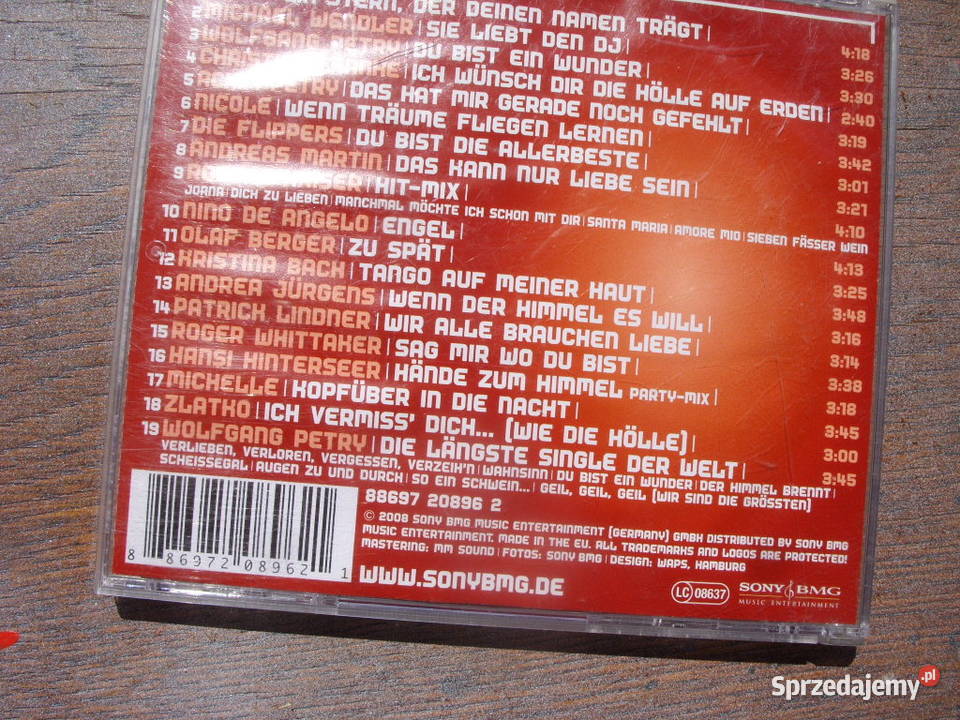 STERN, DER DEINEN NAMEN TRÄGT|
2 MICHAEL WENDLER|SIE LIEBT DEN DJ| 4:18
3 WOLFGANG PETRY|DU BIST EIN WUNDER| 3:26
4 ICH WÜNSCH DIR DIE HÖLLE AUF ERDEN| 3:30
5 PETRY|DAS HAT MIR GERADE NOCH GEFEHLT| 2:40
6 NICOLE|WENN TRÄUME FLIEGEN LERNEN| 3:19
7 DIE FLIPPERS|DU BIST DIE ALLERBESTE| 3:42
8 ANDREAS MARTIN|DAS KANN NUR LIEBE SEIN| 3:01
9 HIT-MIX| 3:21
JORNA|DICH ZU LIEBEN|MANCHMAL MÖCHTE ICH SCHON MIT DIR|SANTA MARIA|AMORE MIO|SIEBEN FÄSSER WEIN
10 NINO DE ANGELO|ENGEL| 4:10
11 OLAF BERGER|ZU SPÄT|
12 KRISTINA BACH|TANGO AUF MEINER HAUT| 4:13
13 ANDREA JÜRGENS|WENN DER HIMMEL ES WILL| 3:25
14 PATRICK LINDNER|WIR ALLE BRAUCHEN LIEBE| 3:48
15 ROGER WHITTAKER|SAG MIR WO DU BIST| 3:16
16 HANSI HINTERSEER|HÄNDE ZUM HIMMEL PARTY-MIX| 3:14
17 MICHELLE|KOPFÜBER IN DIE NACHT| 3:38
18 ZLATKO|ICH VERMISS' DICH... (WIE DIE HÖLLE)| 3:18
19 WOLFGANG PETRY|DIE LÄNGSTE SINGLE DER WELT| 3:45
3:00
VERLIEBEN, VERLOREN, VERGESSEN, VERZEIH'N|WAHNSINN|DU BIST EIN WUNDER|DER HIMMEL BRENNT| 3:45
SCHEISSEGAL|AUGEN ZU UND DURCH|SO EIN SCHWEIN...|GEIL, GEIL, GEIL (WIR SIND DIE GRÖSSTEN)
88697 20896 2
© 2008 SONY BMG MUSIC ENTERTAINMENT (GERMANY) GMBH DISTRIBUTED BY SONY BMG
MUSIC ENTERTAINMENT. MADE IN THE EU. ALL TRADEMARKS AND LOGOS ARE PROTECTED!
MASTERING: MM SOUND|FOTOS: SONY BMG|DESIGN: WAPS, HAMBURG
8 86972 08962 1
WWW.SONYBMG.DE
LC 08637
SONY BMG
MUSIC ENTERTAINMENT
Sprzedajemy.pl